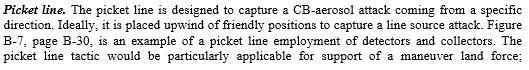 Picket line. The picket line is designed to capture a CB-aerosol attack coming from a specific
direction. Ideally, it is placed upwind of friendly positions to capture a line source attack. Figure
B-7, page B-30, is an example of a picket line employment of detectors and collectors. The
picket line tactic would be particularly applicable for support of a maneuver land force;